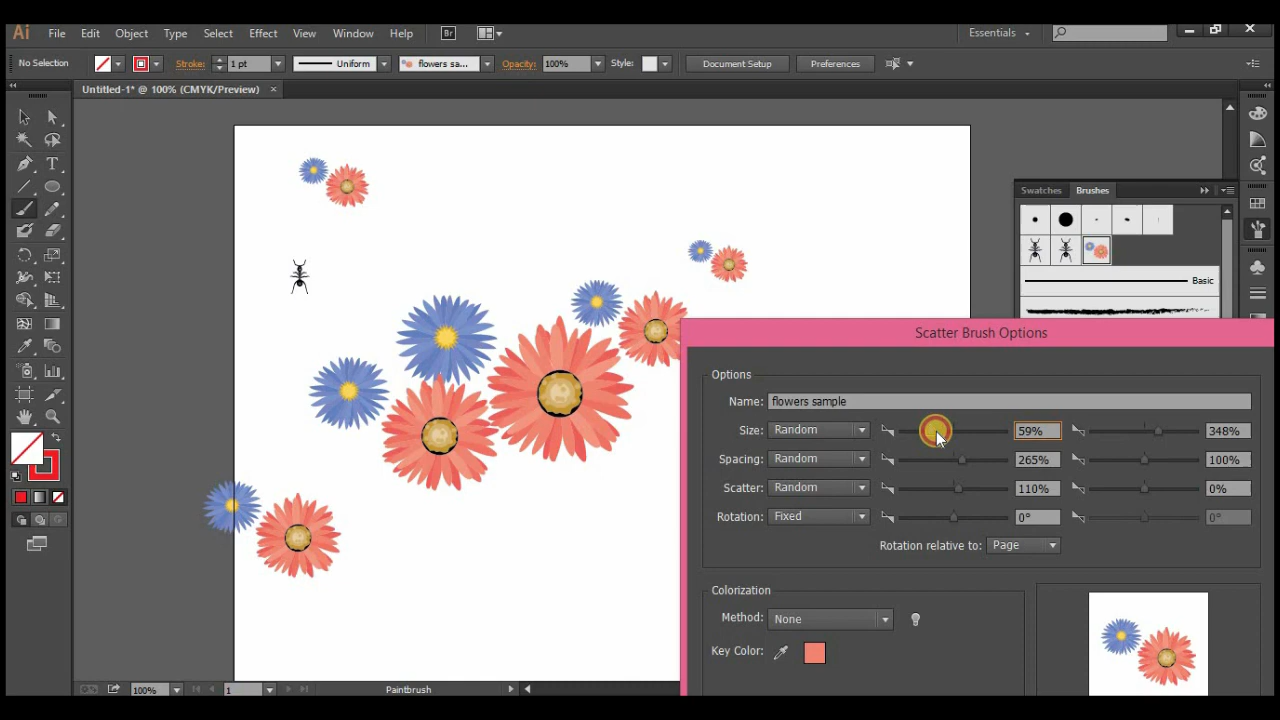 Ai File Edit Object Type Select Effect View Window Help Br Essentials
No Selection Stroke: 1 pt Uniform flowers sa... Opacity: 100% Style: Document Setup Preferences
Untitled-1* @ 100% (CMYK/Preview)
Swatches Brushes
Basic
Scatter Brush Options
Options
Name: flowers sample
Size: Random 59% 348%
Spacing: Random 265% 100%
Scatter: Random 110% 0%
Rotation: Fixed 0° 0°
Rotation relative to: Page
Colorization
Method: None
Key Color:
100% 1 Paintbrush